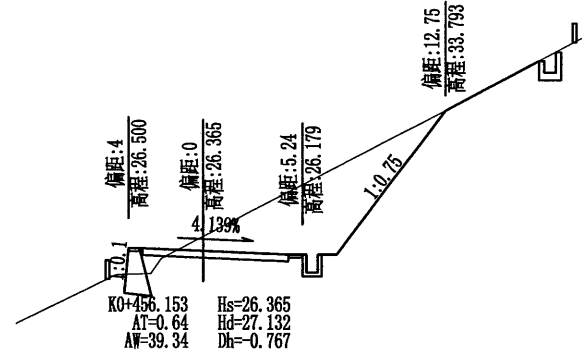 偏距:12.75
高程:33.793
偏距:4
高程:26.500
偏距:0
高程:26.365
偏距:5.24
高程:26.179
1:0.75
4.139%
1:0.1
K0+456.153 Hs=26.365
AT=0.64 Hd=27.132
AW=39.34 Dh=-0.767